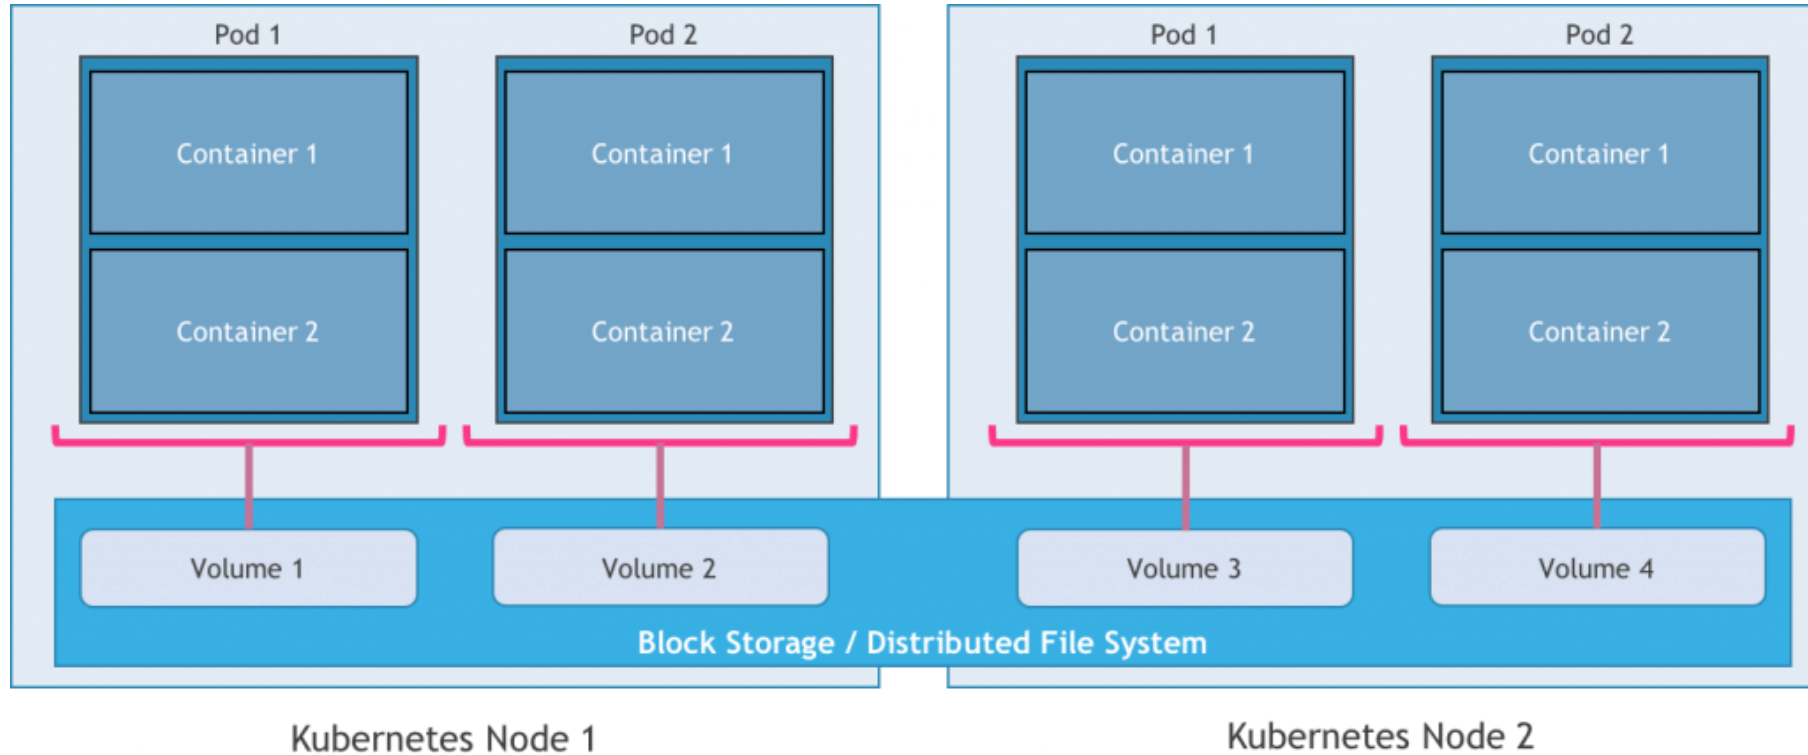 Pod 1
Pod 2
Pod 1
Pod 2
Container 1
Container 1
Container 1
Container 1
Container 2
Container 2
Container 2
Container 2
Volume 1
Volume 2
Volume 3
Volume 4
Block Storage / Distributed File System
Kubernetes Node 1
Kubernetes Node 2